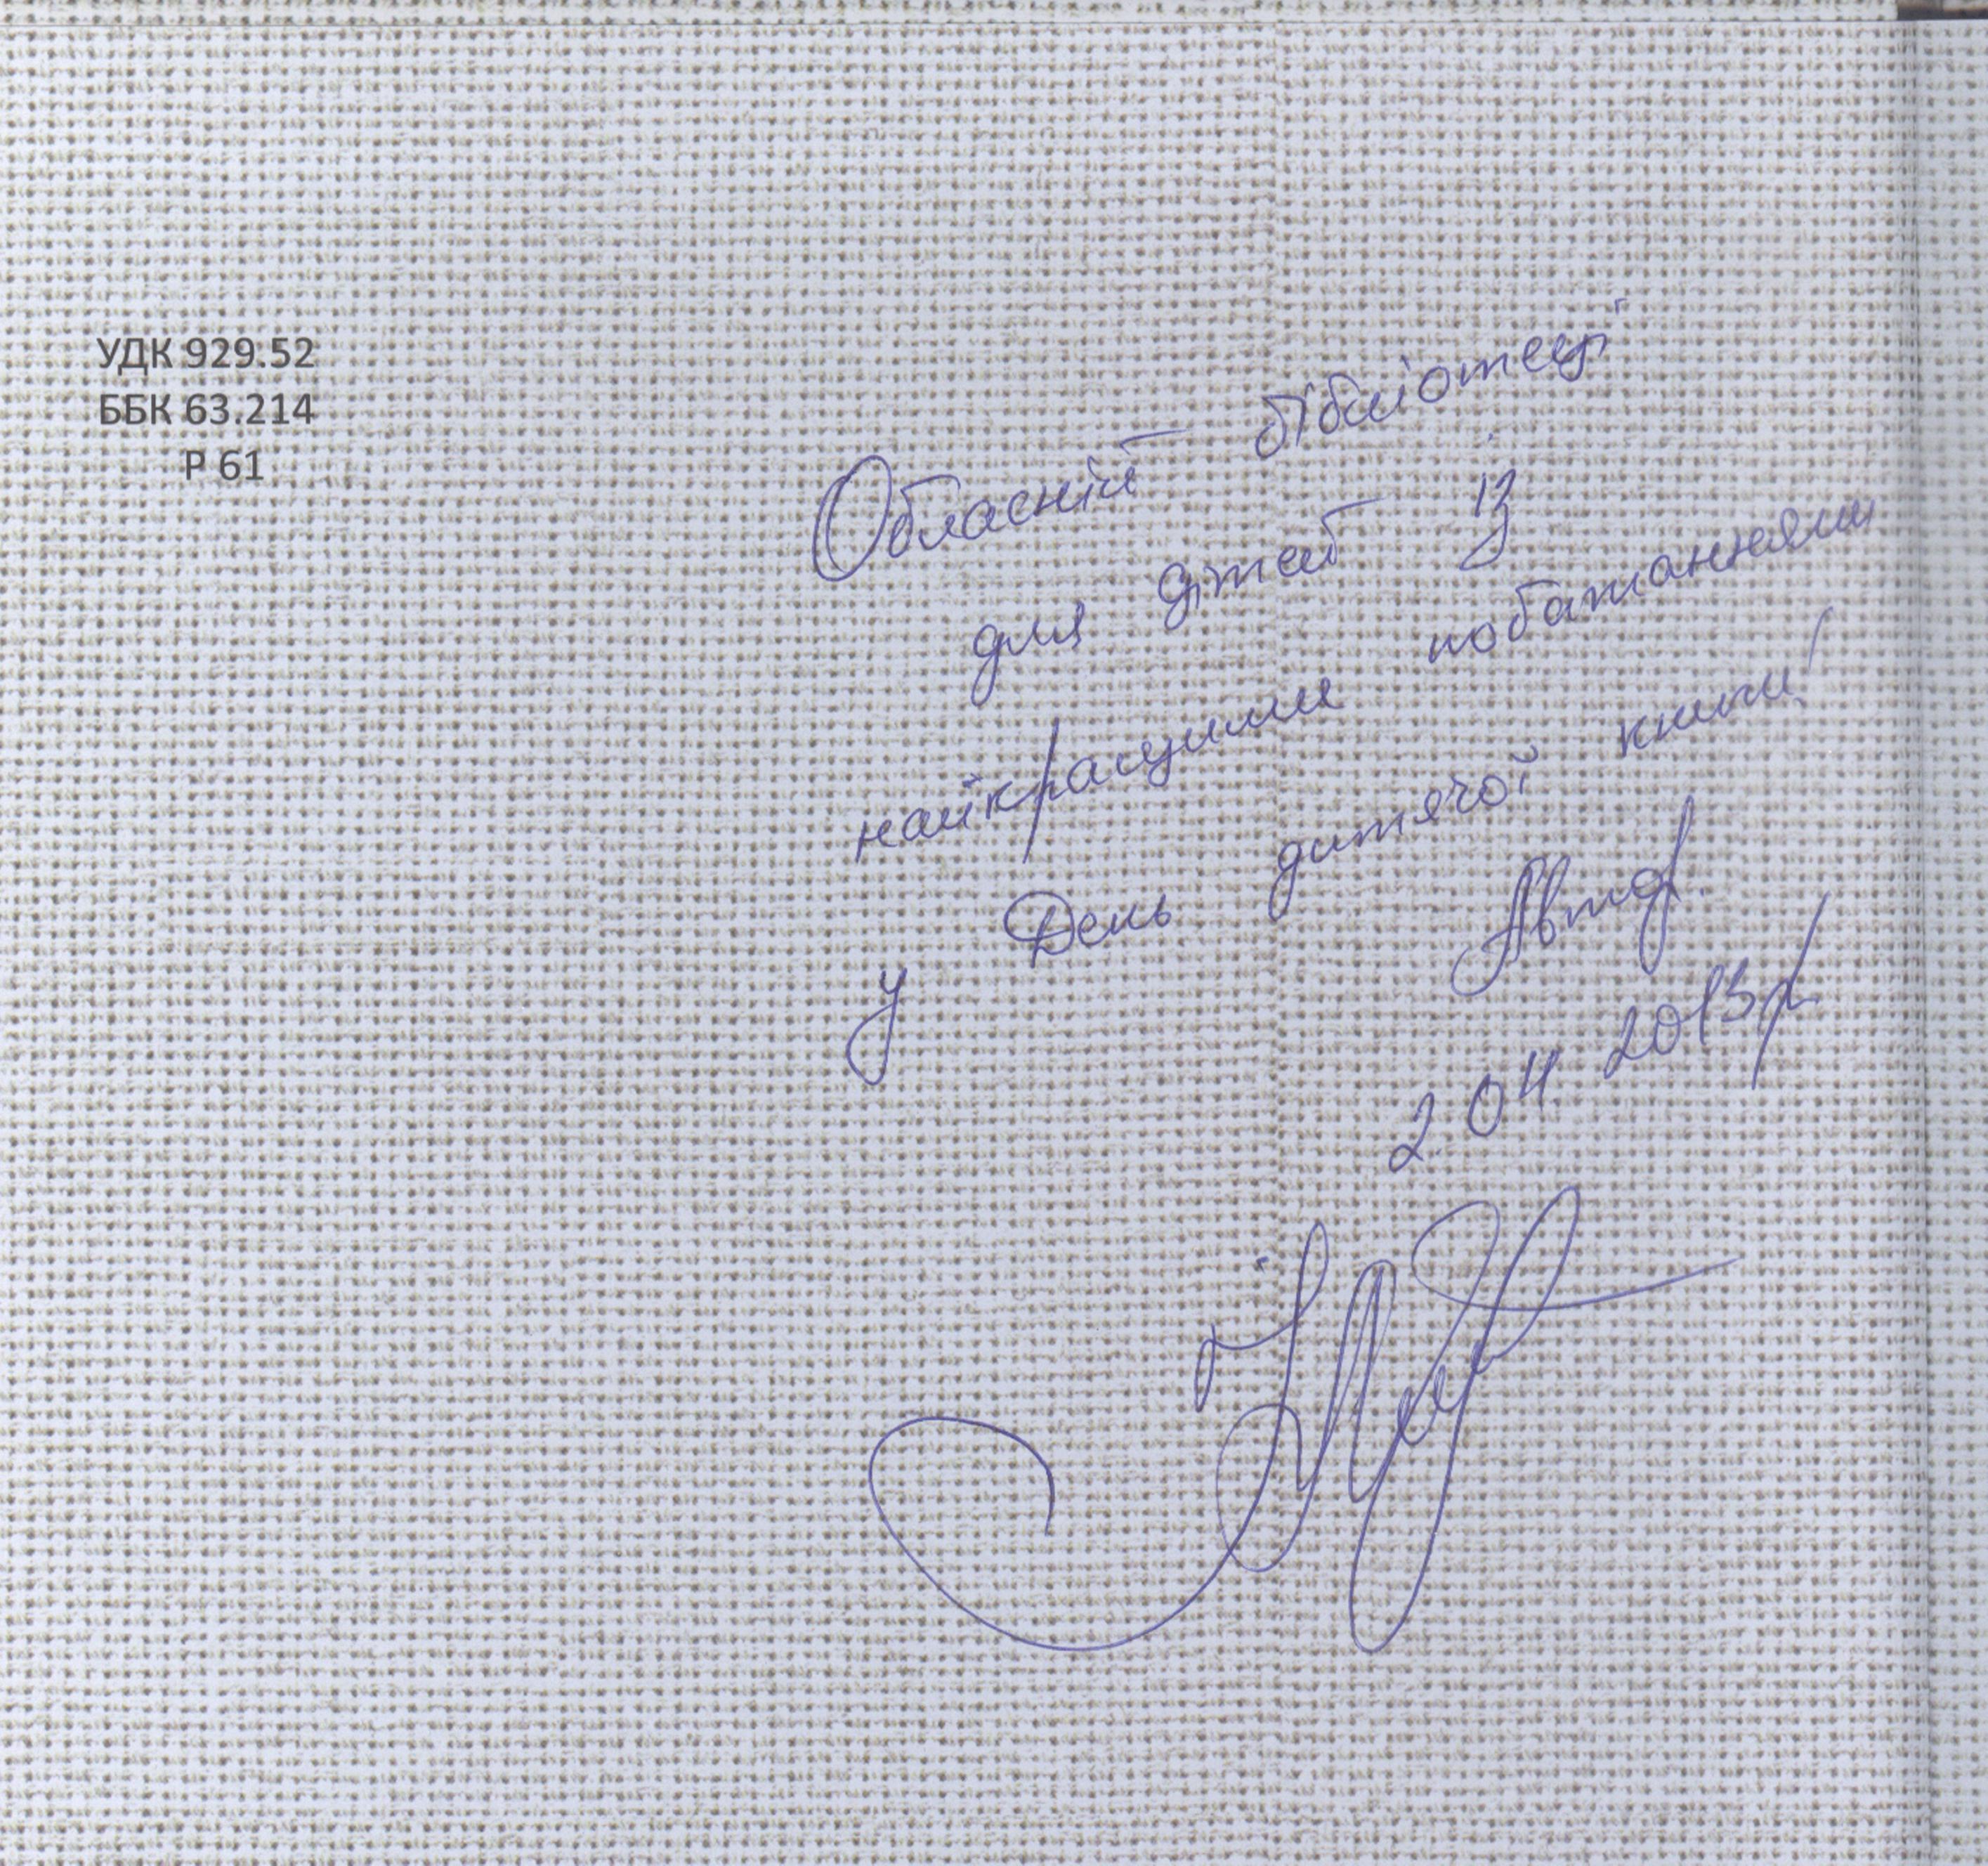 УДК 929.52
ББК 63.214
Р 61
Обласній бібліотеці
для дітей із
найкращими побажаннями
у День дитячої книги!
Автор.
2.04.2013р